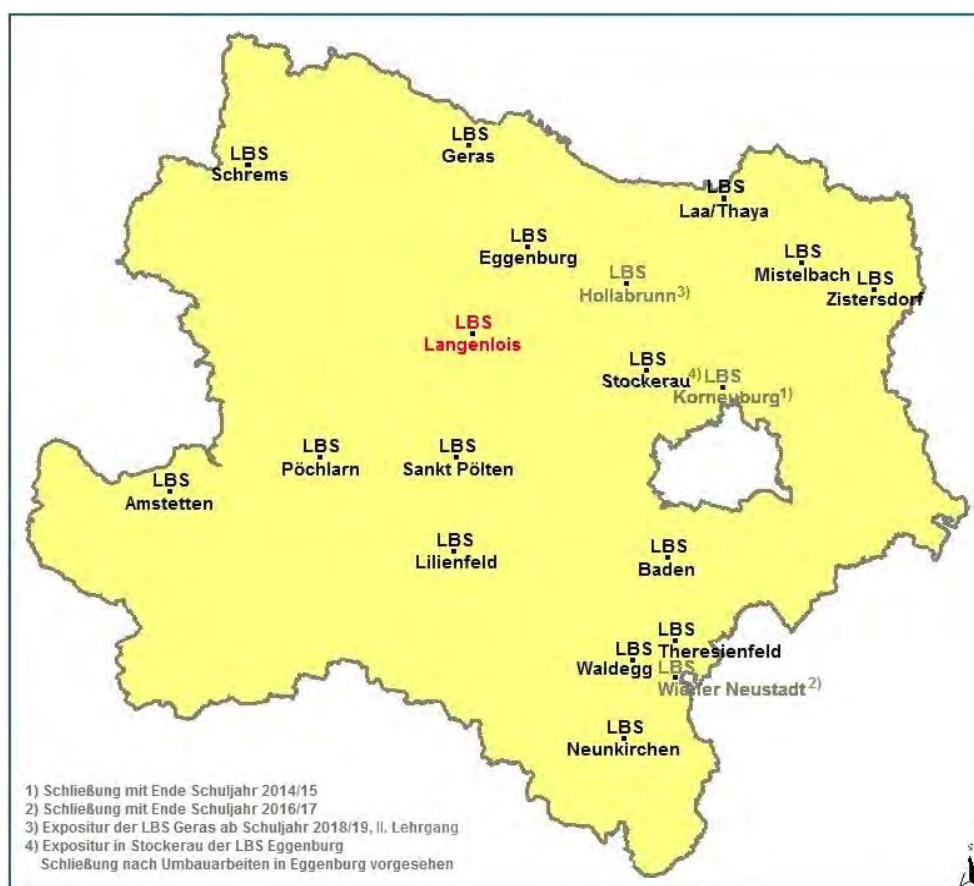 LBS
Geras
LBS
Schrems
LBS
Laa/Thaya
LBS
Eggenburg
LBS
Mistelbach
LBS
Hollabrunn3)
LBS
Zistersdorf
LBS
Langenlois
LBS
Stockerau4)
LBS
Korneuburg1)
LBS
Pöchlarn
LBS
Sankt Pölten
LBS
Amstetten
LBS
Lilienfeld
LBS
Baden
LBS
Theresienfeld
LBS
Waldegg
LBS
Wiener Neustadt2)
LBS
Neunkirchen
1) Schließung mit Ende Schuljahr 2014/15
2) Schließung mit Ende Schuljahr 2016/17
3) Expositur der LBS Geras ab Schuljahr 2018/19, II. Lehrgang
4) Expositur in Stockerau der LBS Eggenburg
Schließung nach Umbauarbeiten in Eggenburg vorgesehen